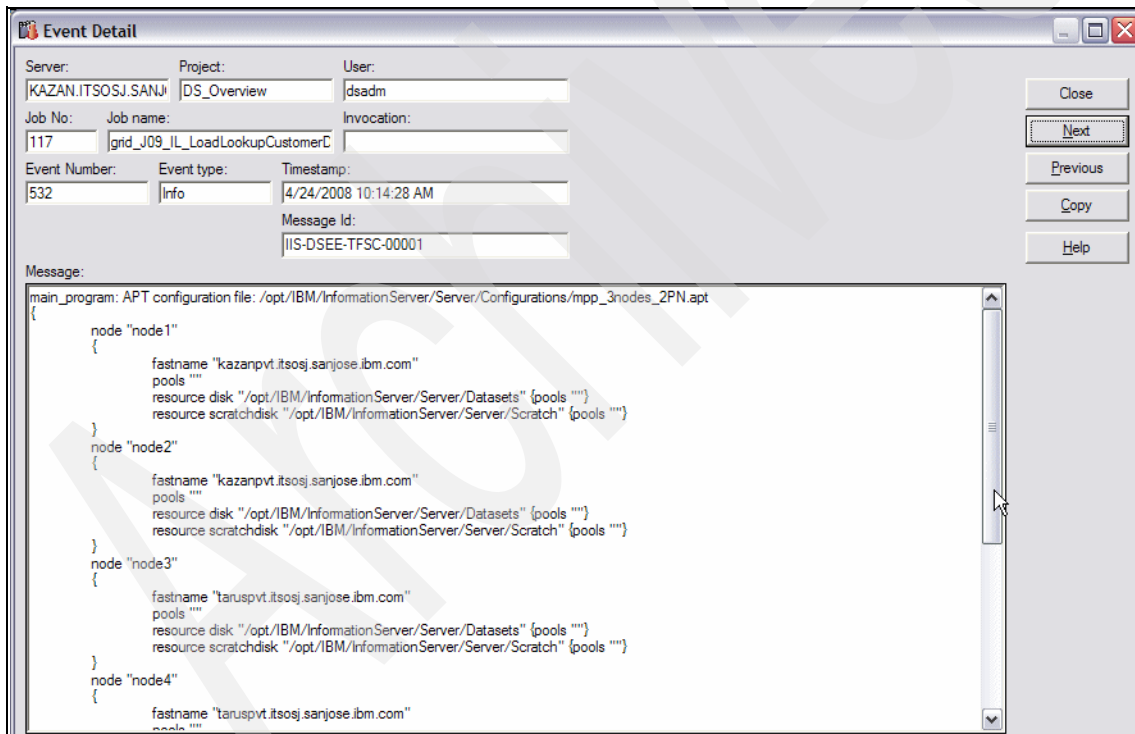 Event Detail
Server: Project: User:
KAZAN.ITSOSJ.SANJ DS_Overview dsadm
Close
Job No: Job name: Invocation:
Next
117 grid_J09_IL_LoadLookupCustomerD
Event Number: Event type: Timestamp:
Previous
532 Info 4/24/2008 10:14:28 AM
Copy
Message Id:
IIS-DSEE-TFSC-00001
Help
Message:
main_program: APT configuration file: /opt/IBM/InformationServer/Server/Configurations/mpp_3nodes_2PN.apt
{
node "node1"
{
fastname "kazanpvt.itsosj.sanjose.ibm.com"
pools ""
resource disk "/opt/IBM/InformationServer/Server/Datasets" {pools ""}
resource scratchdisk "/opt/IBM/InformationServer/Server/Scratch" {pools ""}
}
node "node2"
{
fastname "kazanpvt.itsosj.sanjose.ibm.com"
pools ""
resource disk "/opt/IBM/InformationServer/Server/Datasets" {pools ""}
resource scratchdisk "/opt/IBM/InformationServer/Server/Scratch" {pools ""}
}
node "node3"
{
fastname "taruspvt.itsosj.sanjose.ibm.com"
pools ""
resource disk "/opt/IBM/InformationServer/Server/Datasets" {pools ""}
resource scratchdisk "/opt/IBM/InformationServer/Server/Scratch" {pools ""}
}
node "node4"
{
fastname "taruspvt.itsosj.sanjose.ibm.com"
pools ""